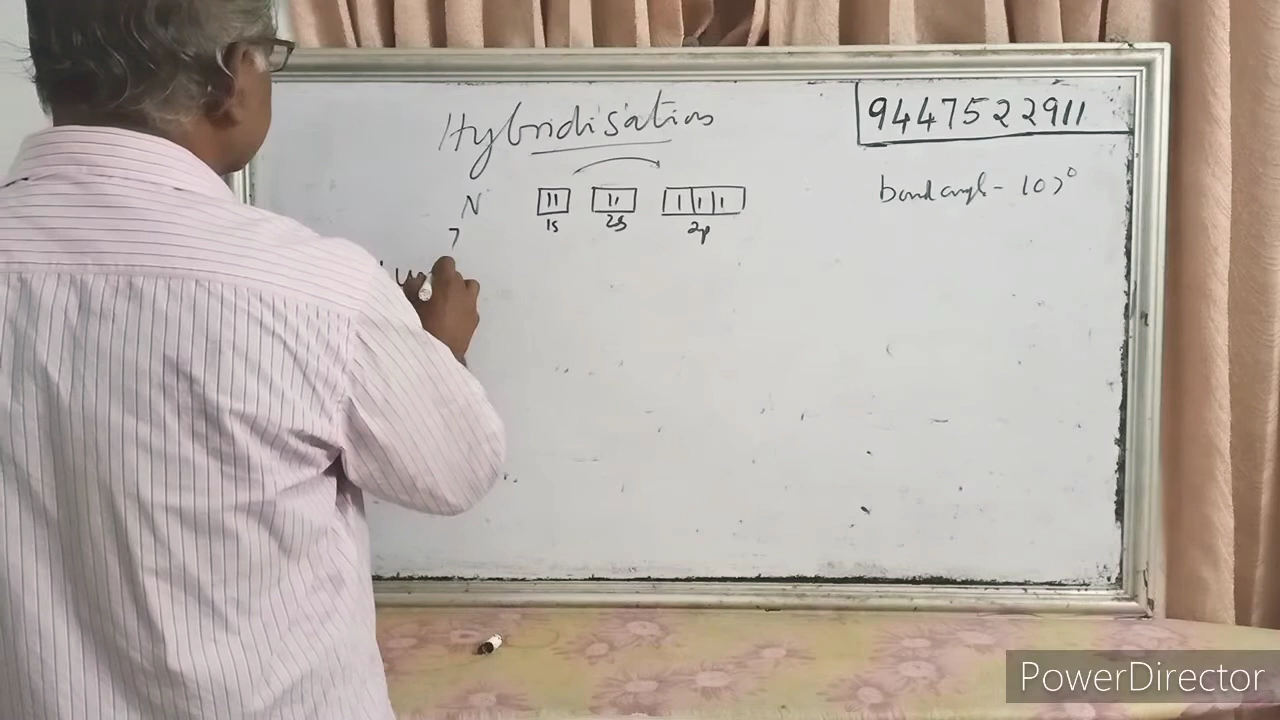 Hybridisation
9447522911
N
7
1s 2s 2p
bond angle - 107°
PowerDirector